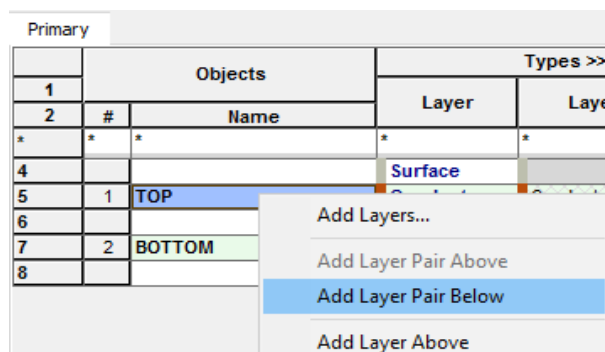 Primary
Objects Types >>
1 Layer Laye
2 # Name
* * * * *
4 Surface
5 1 TOP
6
7 2 BOTTOM
8
Add Layers...
Add Layer Pair Above
Add Layer Pair Below
Add Layer Above